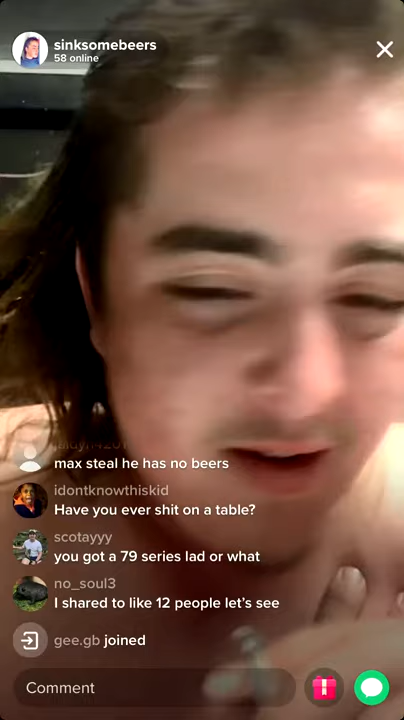 sinksomebeers
58 online
max steal he has no beers
idontknowthiskid
Have you ever shit on a table?
scotayyy
you got a 79 series lad or what
no_soul3
I shared to like 12 people let's see
gee.gb joined
Comment